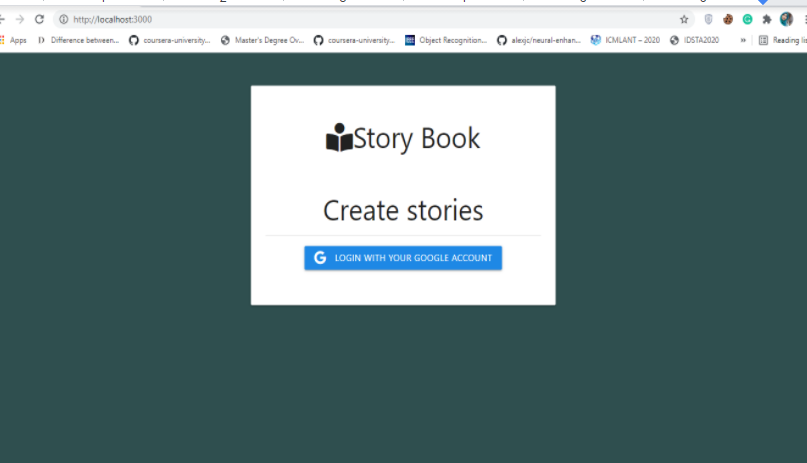 http://localhost:3000
Apps Difference between... coursera-university... Master's Degree Ov... coursera-university... Object Recognition... alexjc/neural-enhan... ICMLANT – 2020 IDSTA2020 » Reading lis
Story Book
Create stories
G LOGIN WITH YOUR GOOGLE ACCOUNT